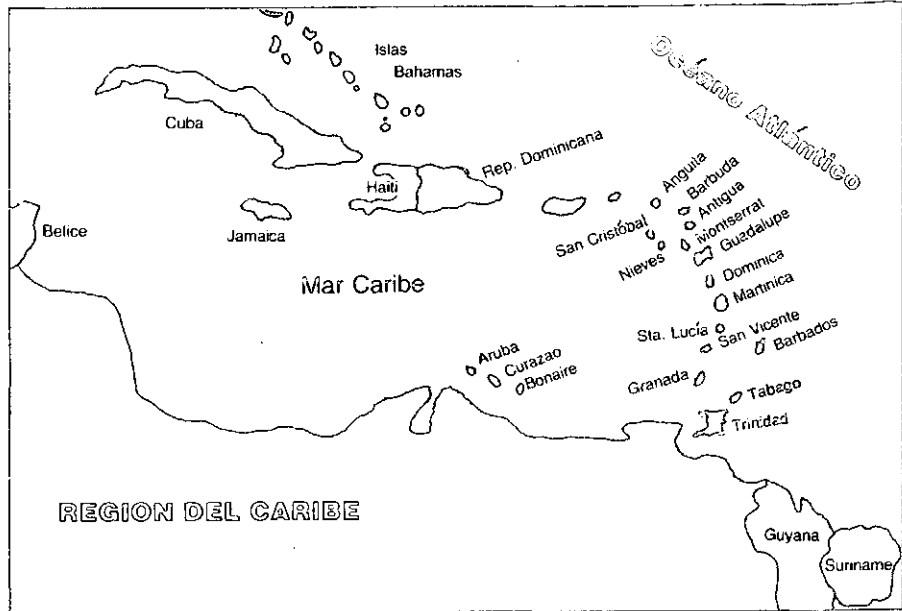 Islas
Bahamas
Océano Atlántico
Cuba
Rep. Dominicana
Haiti
Anguila
Barbuda
Antigua
San Cristóbal
Montserrat
Guadalupe
Nieves
Jamaica
Belice
Dominica
Mar Caribe
Martinica
Sta. Lucía
San Vicente
Barbados
Aruba
Curazao
Bonaire
Granada
Tabago
Trinidad
REGION DEL CARIBE
Guyana
Suriname